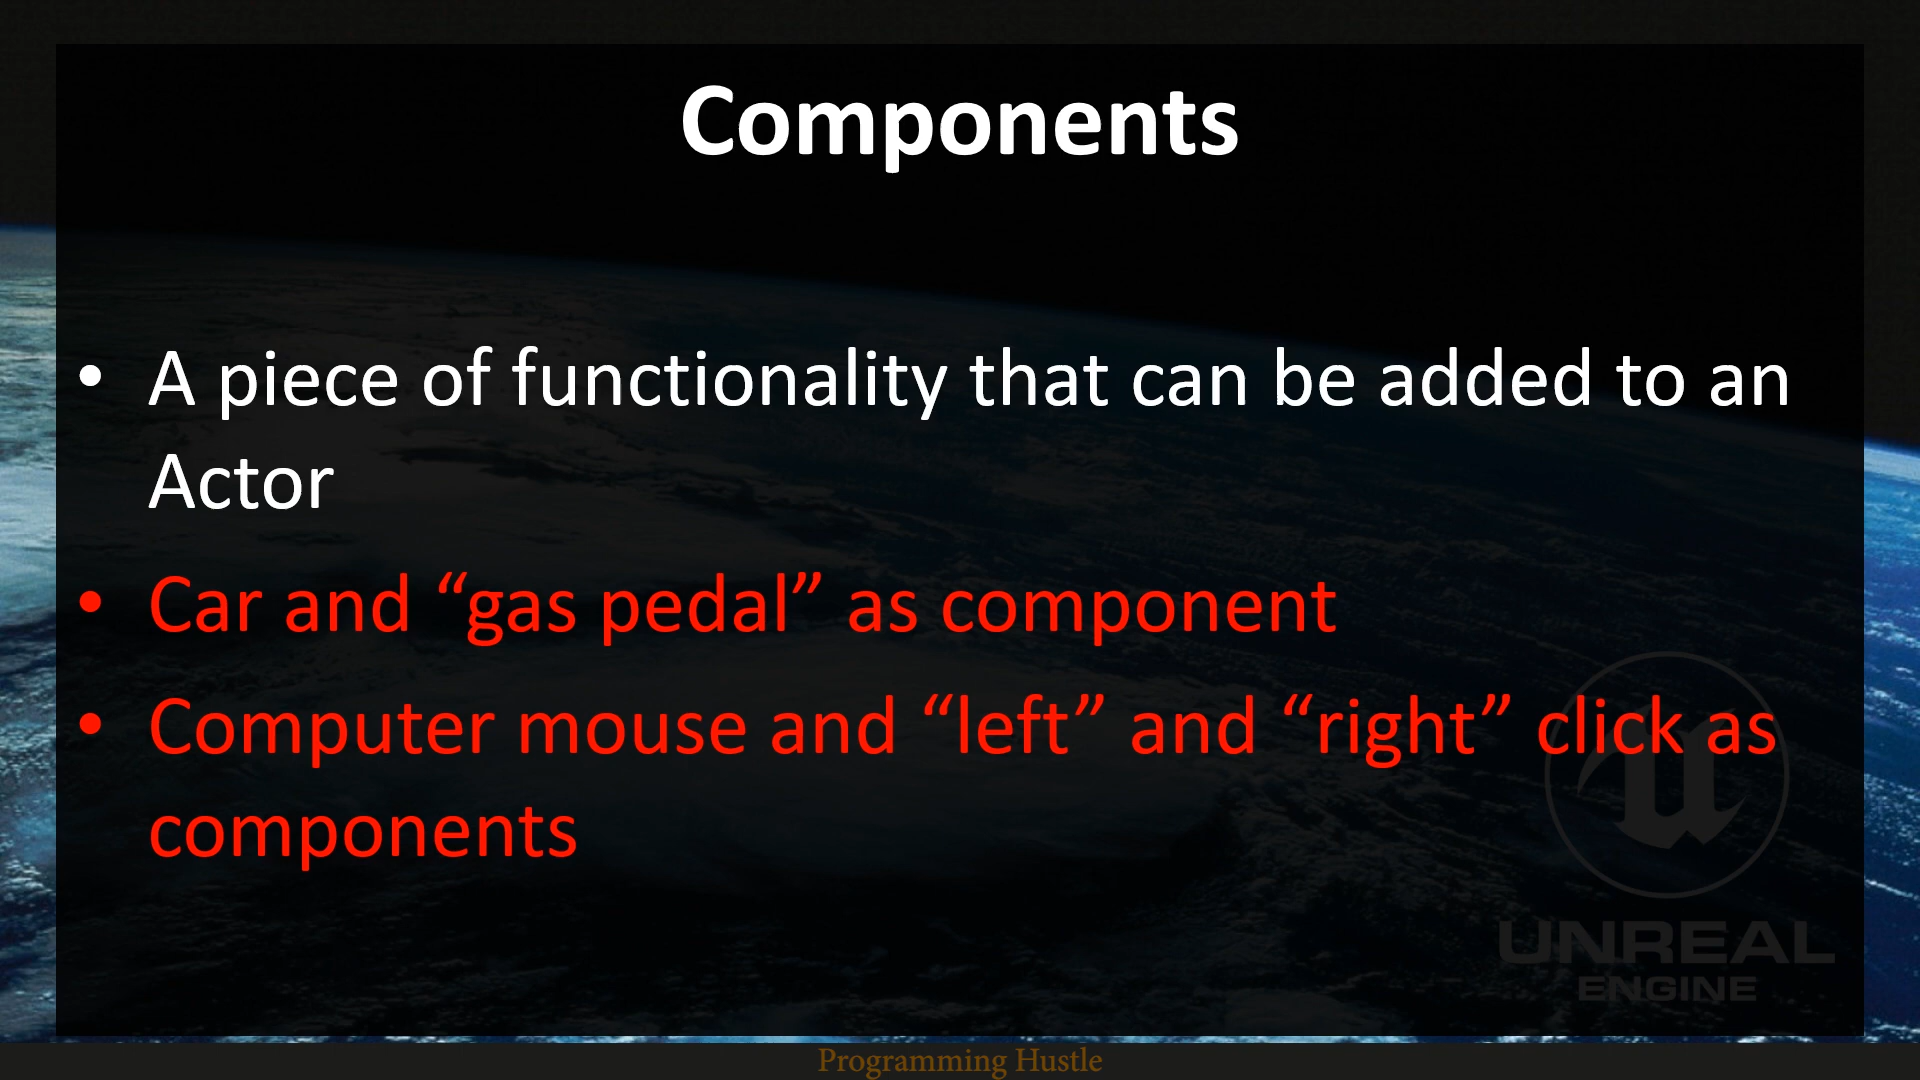 Components
• A piece of functionality that can be added to an
Actor
• Car and “gas pedal” as component
• Computer mouse and “left” and “right” click as
components
UNREAL
ENGINE
Programming Hustle